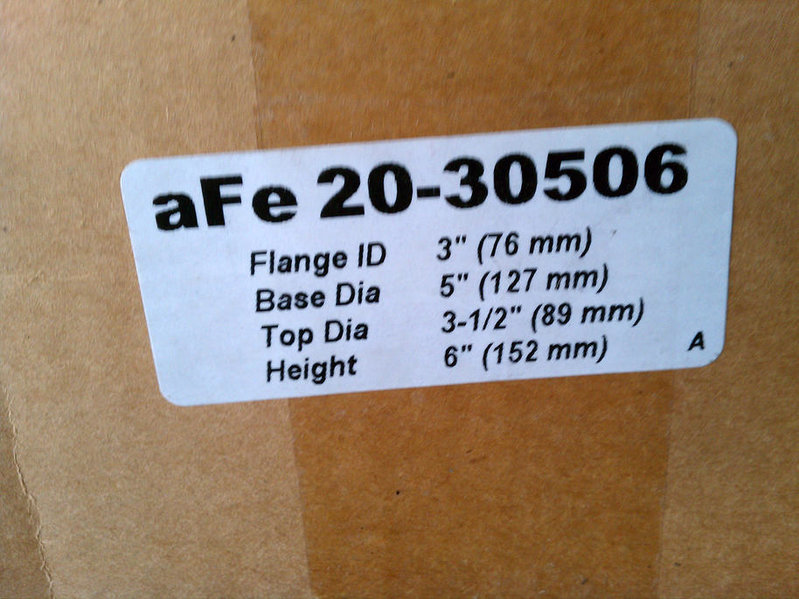 aFe 20-30506
Flange ID 3" (76 mm)
Base Dia 5" (127 mm)
Top Dia 3-1/2" (89 mm)
Height 6" (152 mm)
A